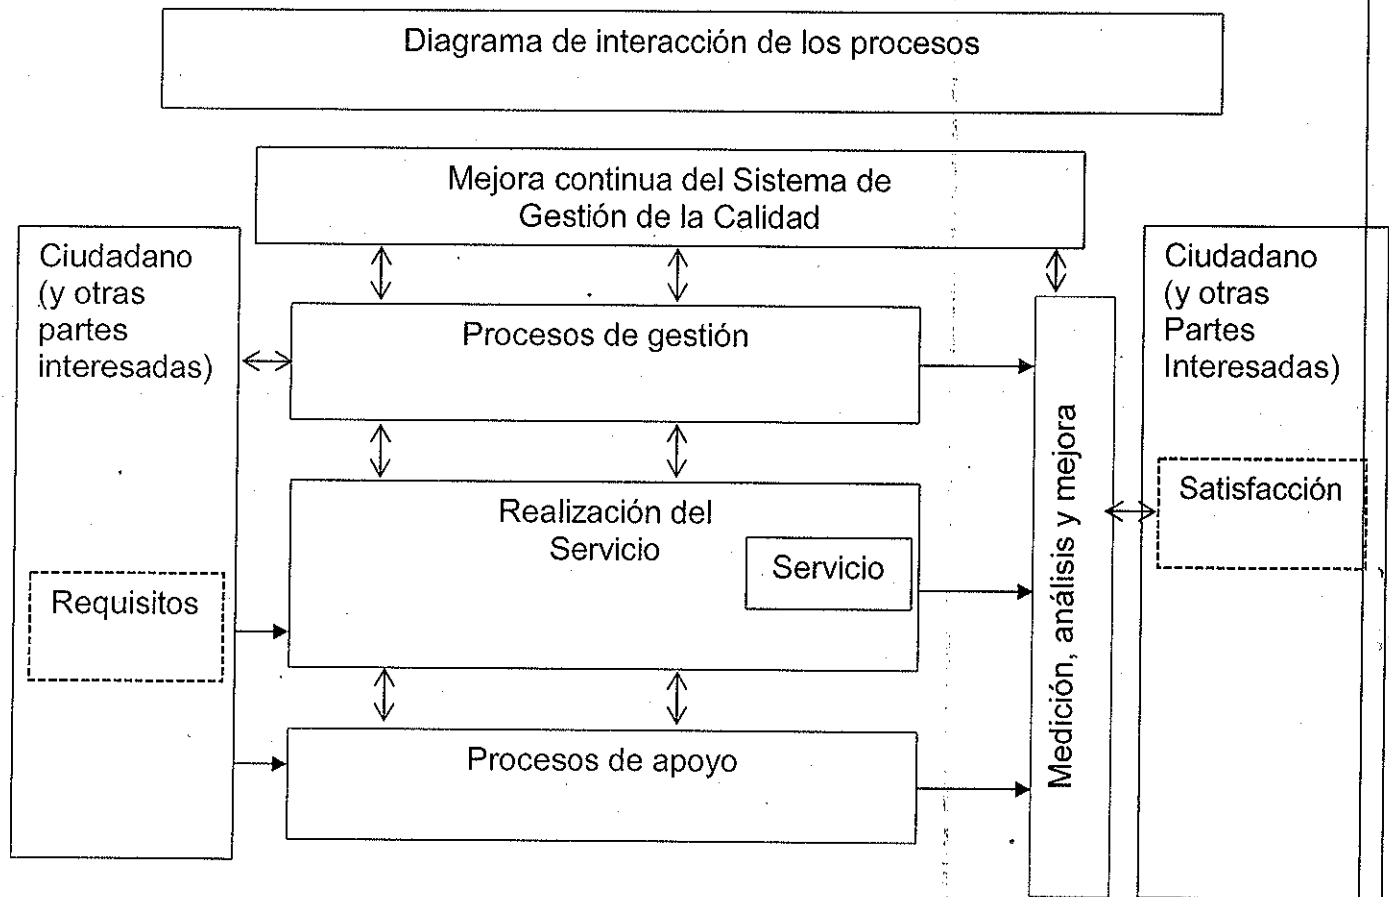 Diagrama de interacción de los procesos
Mejora continua del Sistema de
Gestión de la Calidad
Ciudadano
(y otras
partes
interesadas)
Requisitos
Procesos de gestión
Realización del
Servicio
Servicio
Procesos de apoyo
Medición, análisis y mejora
Ciudadano
(y otras
Partes
Interesadas)
Satisfacción